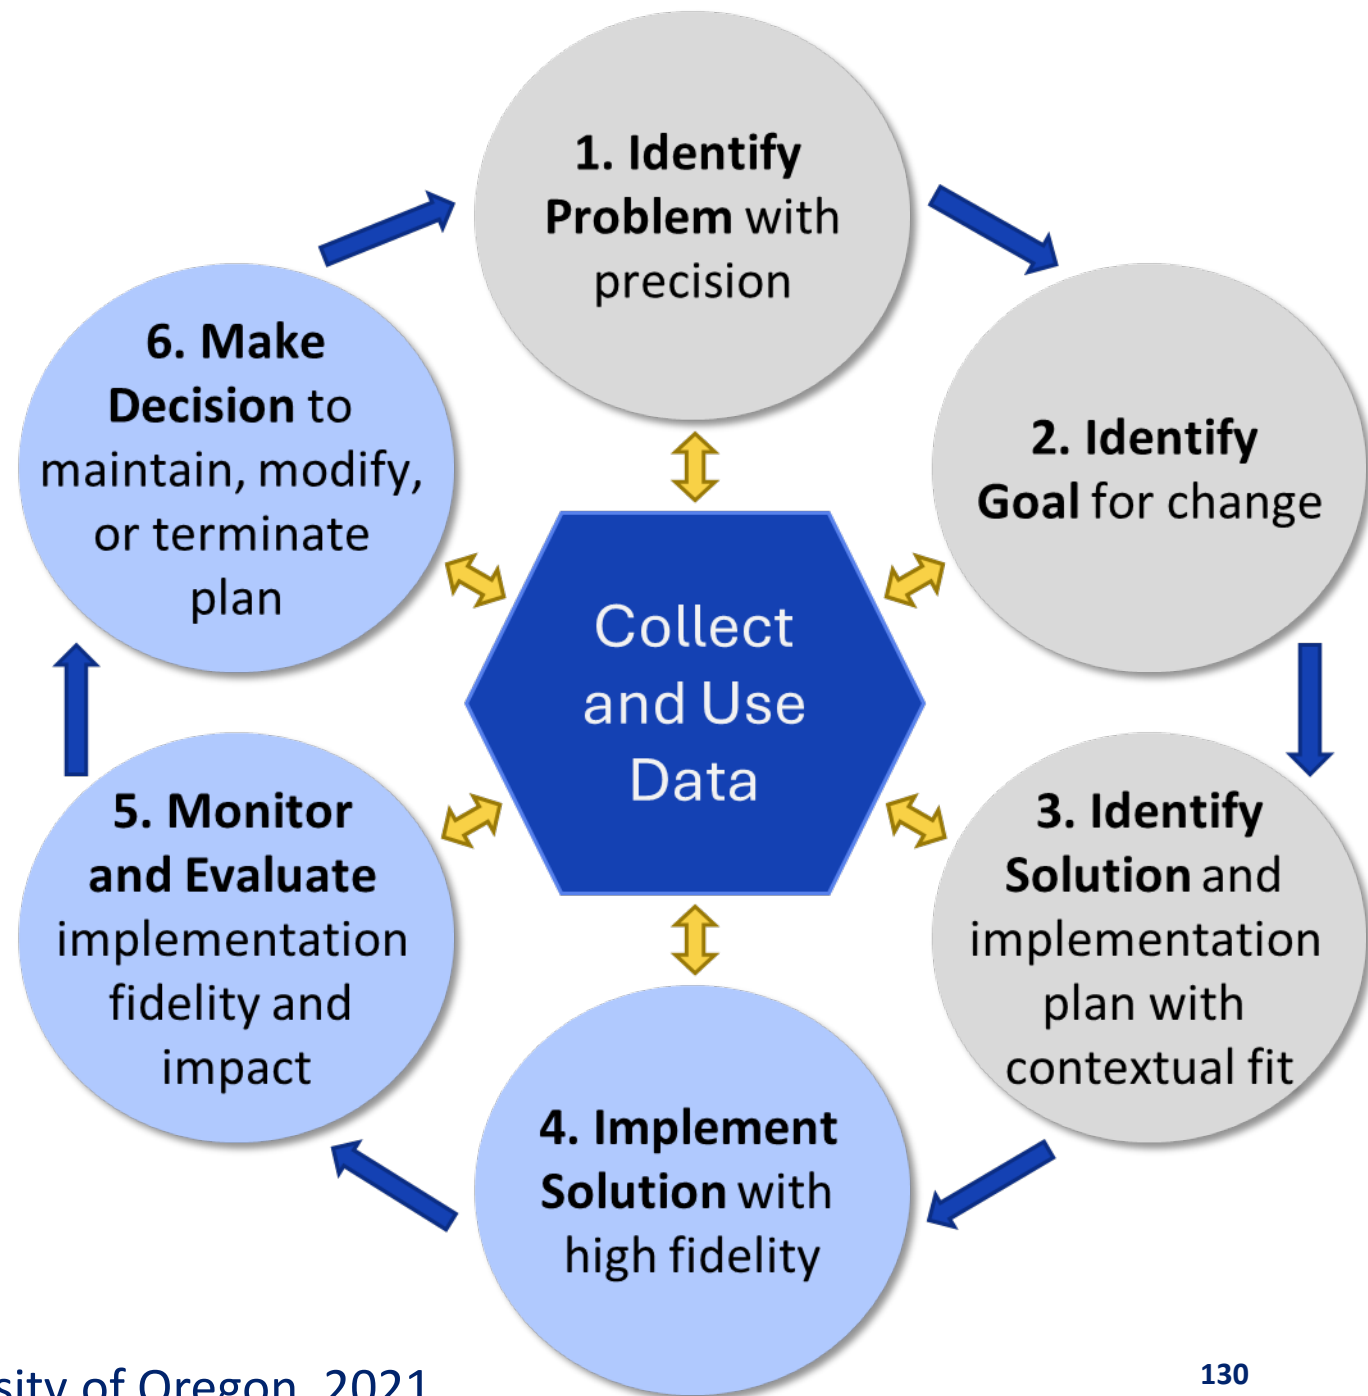 1. Identify
Problem with
precision
2. Identify
Goal for change
3. Identify
Solution and
implementation
plan with
contextual fit
4. Implement
Solution with
high fidelity
5. Monitor
and Evaluate
implementation
fidelity and
impact
6. Make
Decision to
maintain, modify,
or terminate
plan
Collect
and Use
Data
of Oregon, 2021
130